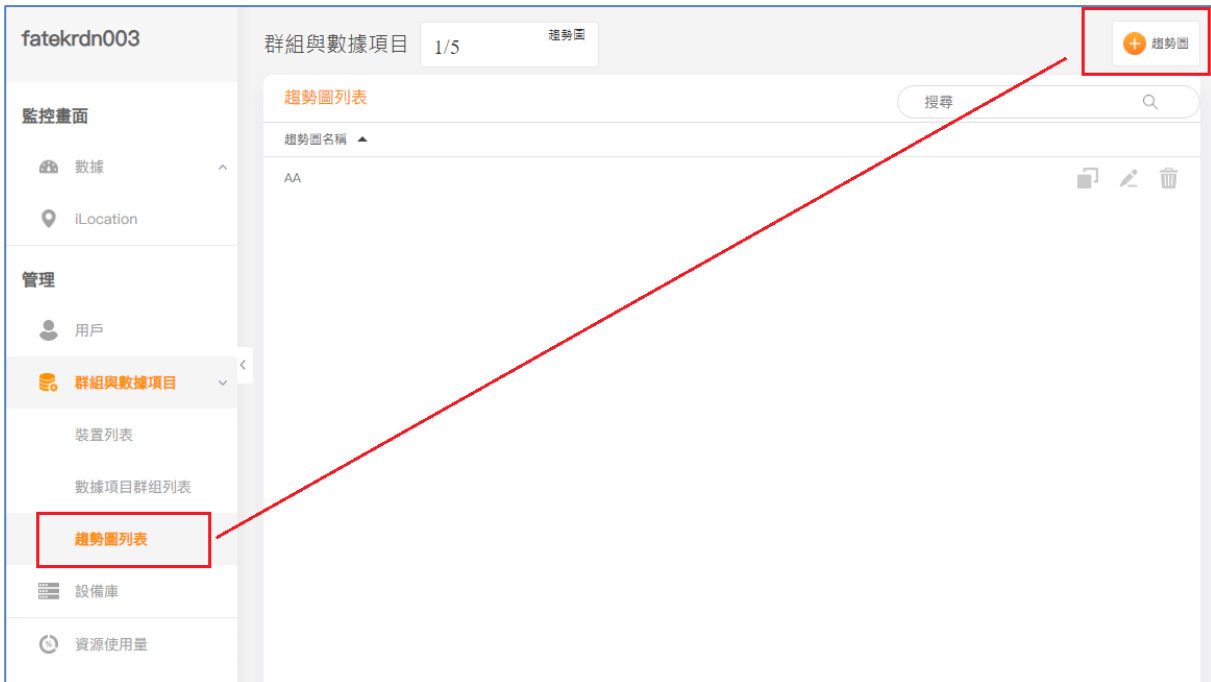 fatekrdn003
監控畫面
數據
iLocation
管理
用戶
群組與數據項目
裝置列表
數據項目群组列表
趨勢圖列表
設備庫
資源使用量
群組與數據項目
1/5
趨勢圖
趨勢圖
趨勢圖列表
搜尋
趨勢圖名稱
AA